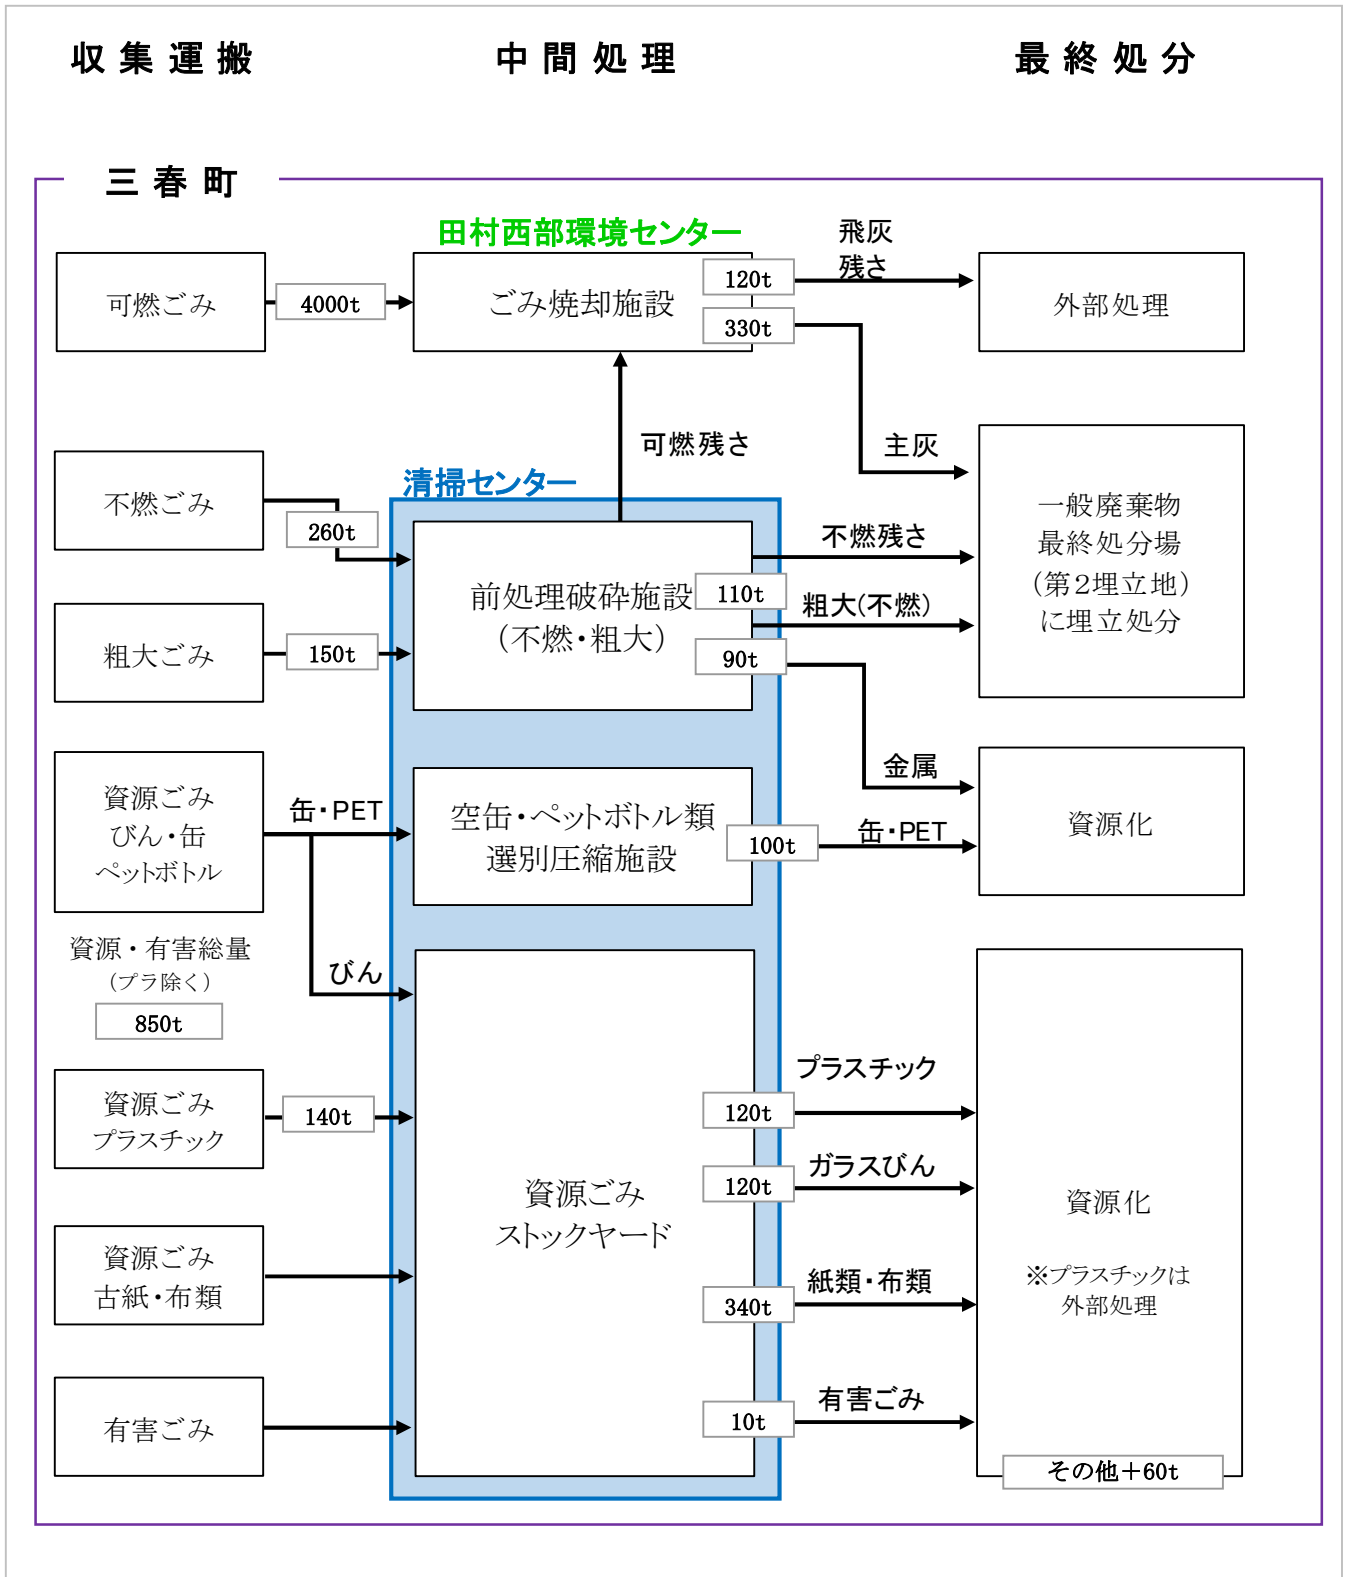 収集運搬
中間処理
最終処分
三春町
田村西部環境センター
飛灰
残さ
可燃ごみ
4000t
ごみ焼却施設
120t
330t
外部処理
主灰
可燃残さ
清掃センター
不燃ごみ
260t
粗大ごみ
150t
前処理破砕施設
（不燃・粗大）
不燃残さ
110t
粗大(不燃)
90t
一般廃棄物
最終処分場
（第2埋立地）
に埋立処分
金属
資源ごみ
びん・缶
ペットボトル
缶・PET
空缶・ペットボトル類
選別圧縮施設
100t
缶・PET
資源化
びん
資源・有害総量
（プラ除く）
850t
資源ごみ
プラスチック
140t
資源ごみ
古紙・布類
有害ごみ
資源ごみ
ストックヤード
プラスチック
120t
ガラスびん
120t
紙類・布類
340t
有害ごみ
10t
資源化
※プラスチックは
外部処理
その他＋60t